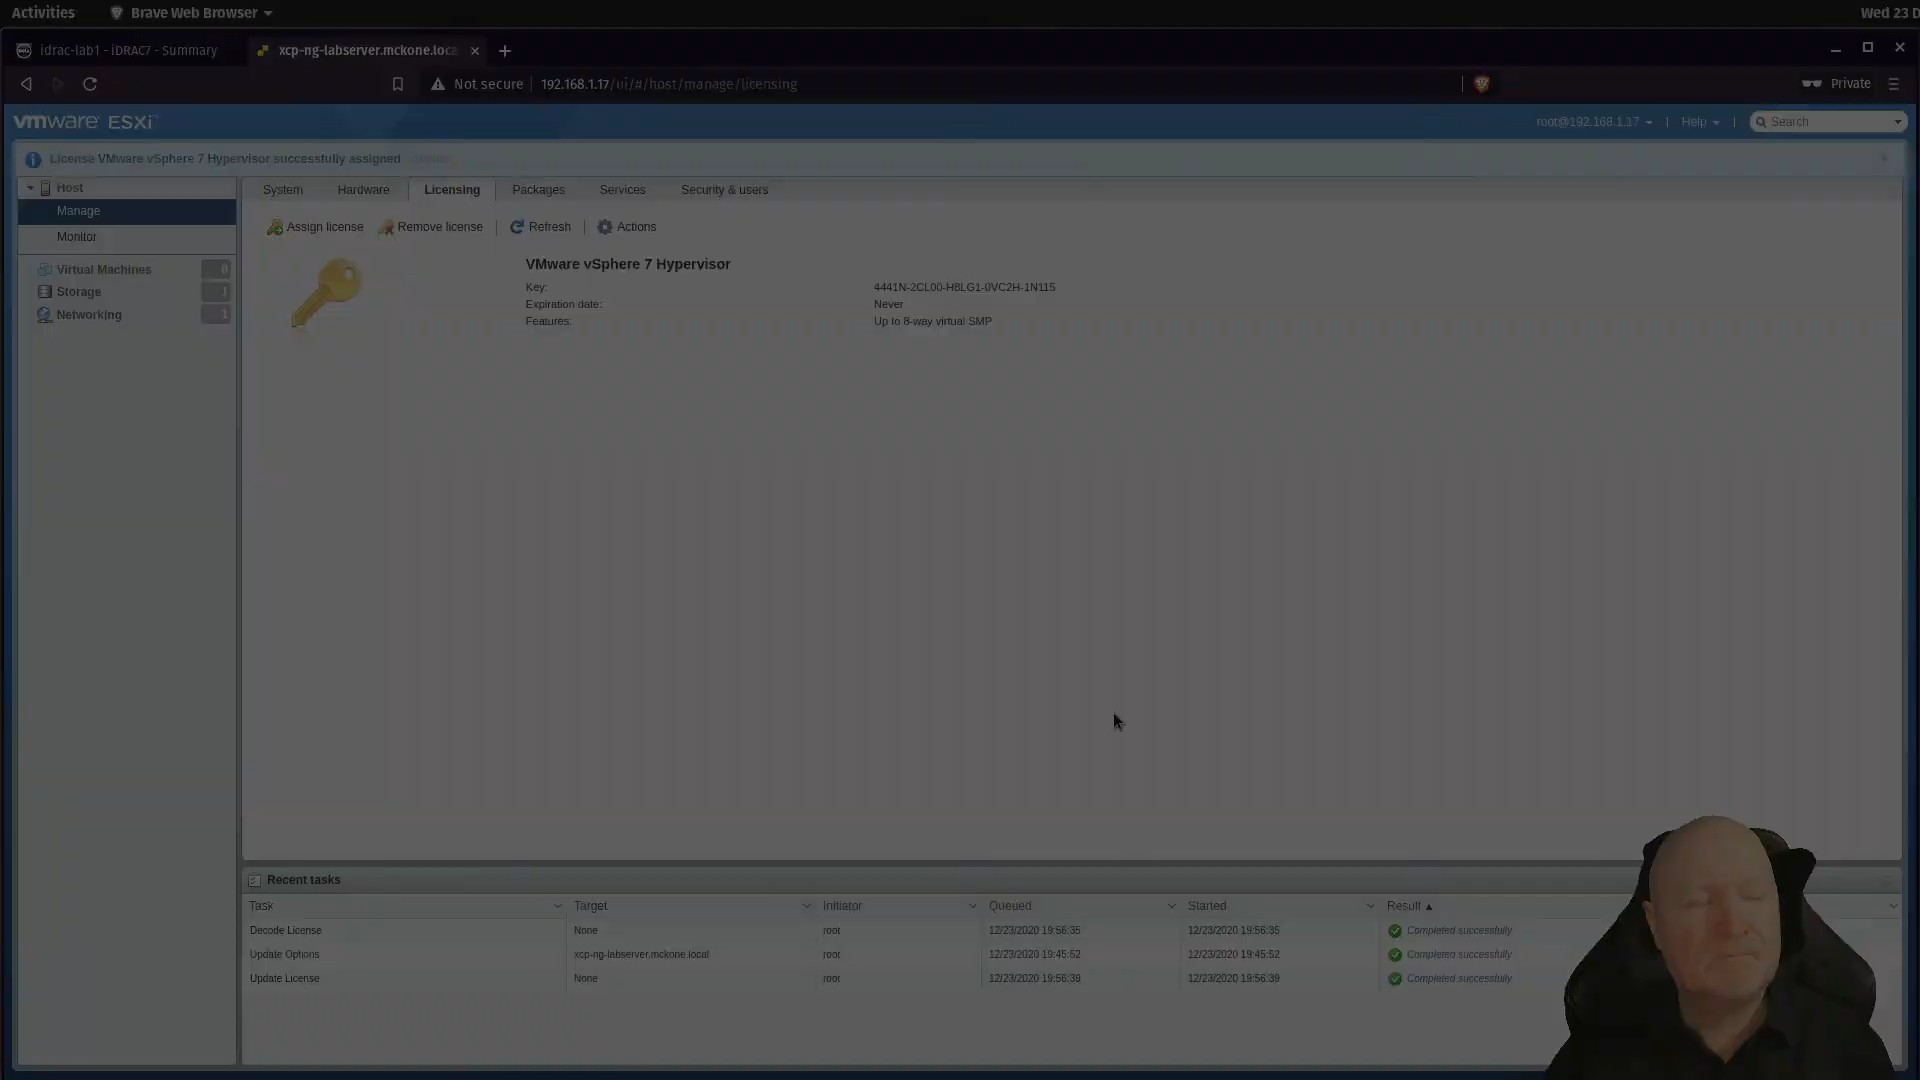 Activities Brave Web Browser Wed 23 D
idrac-lab1 - iDRAC7 - Summary xcp-ng-labserver.mckone.loca
Not secure 192.168.1.17/ui/#/host/manage/licensing Private
vmware ESXi root@192.168.1.17 Help Search
License VMware vSphere 7 Hypervisor successfully assigned
Host System Hardware Licensing Packages Services Security & users
Manage
Assign license Remove license Refresh Actions
Monitor
VMware vSphere 7 Hypervisor
Virtual Machines 0
Key: 4441N-2CL00-H8LG1-0VC2H-1N115
Storage 1
Expiration date: Never
Networking 1
Features: Up to 8-way virtual SMP
Recent tasks
Task Target Initiator Queued Started Result
Decode License None root 12/23/2020 19:56:35 12/23/2020 19:56:35 Completed successfully
Update Options xcp-ng-labserver.mckone.local root 12/23/2020 19:45:52 12/23/2020 19:45:52 Completed successfully
Update License None root 12/23/2020 19:56:39 12/23/2020 19:56:39 Completed successfully